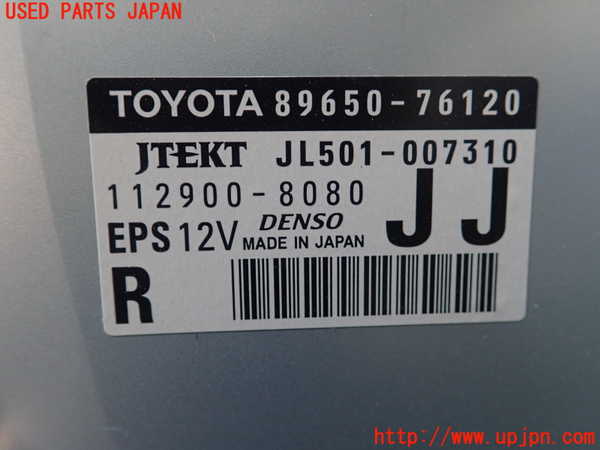 USED PARTS JAPAN
TOYOTA 89650-76120
JTEKT JL501-007310
112900-8080
EPS 12V DENSO MADE IN JAPAN JJ
R
http://www.upjpn.com/